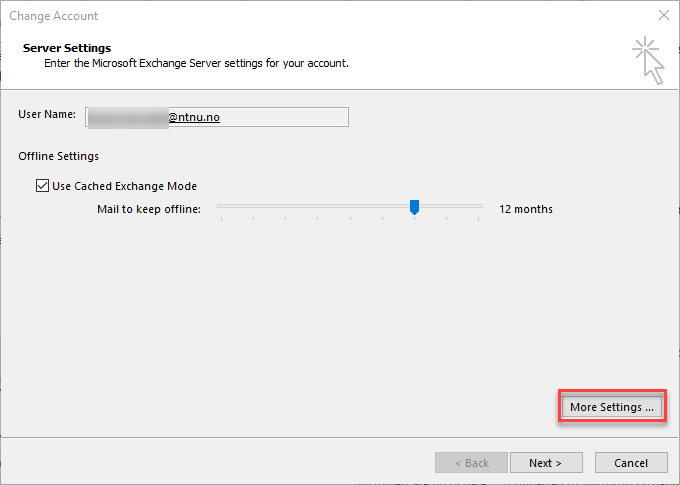 Change Account
Server Settings
Enter the Microsoft Exchange Server settings for your account.
User Name: @ntnu.no
Offline Settings
Use Cached Exchange Mode
Mail to keep offline: 12 months
More Settings ...
< Back Next > Cancel